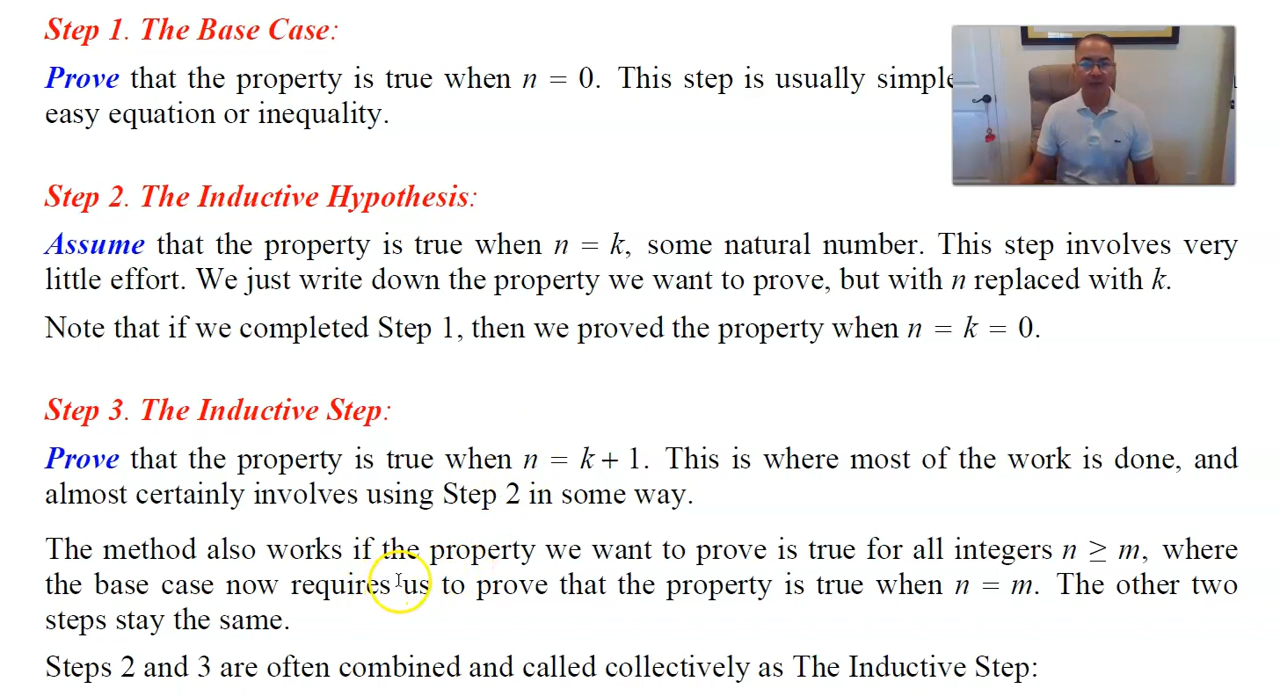 Step 1. The Base Case:
Prove that the property is true when n = 0. This step is usually simple
easy equation or inequality.
Step 2. The Inductive Hypothesis:
Assume that the property is true when n = k, some natural number. This step involves very
little effort. We just write down the property we want to prove, but with n replaced with k.
Note that if we completed Step 1, then we proved the property when n = k = 0.
Step 3. The Inductive Step:
Prove that the property is true when n = k + 1. This is where most of the work is done, and
almost certainly involves using Step 2 in some way.
The method also works if the property we want to prove is true for all integers n ≥ m, where
the base case now requires us to prove that the property is true when n = m. The other two
steps stay the same.
Steps 2 and 3 are often combined and called collectively as The Inductive Step: